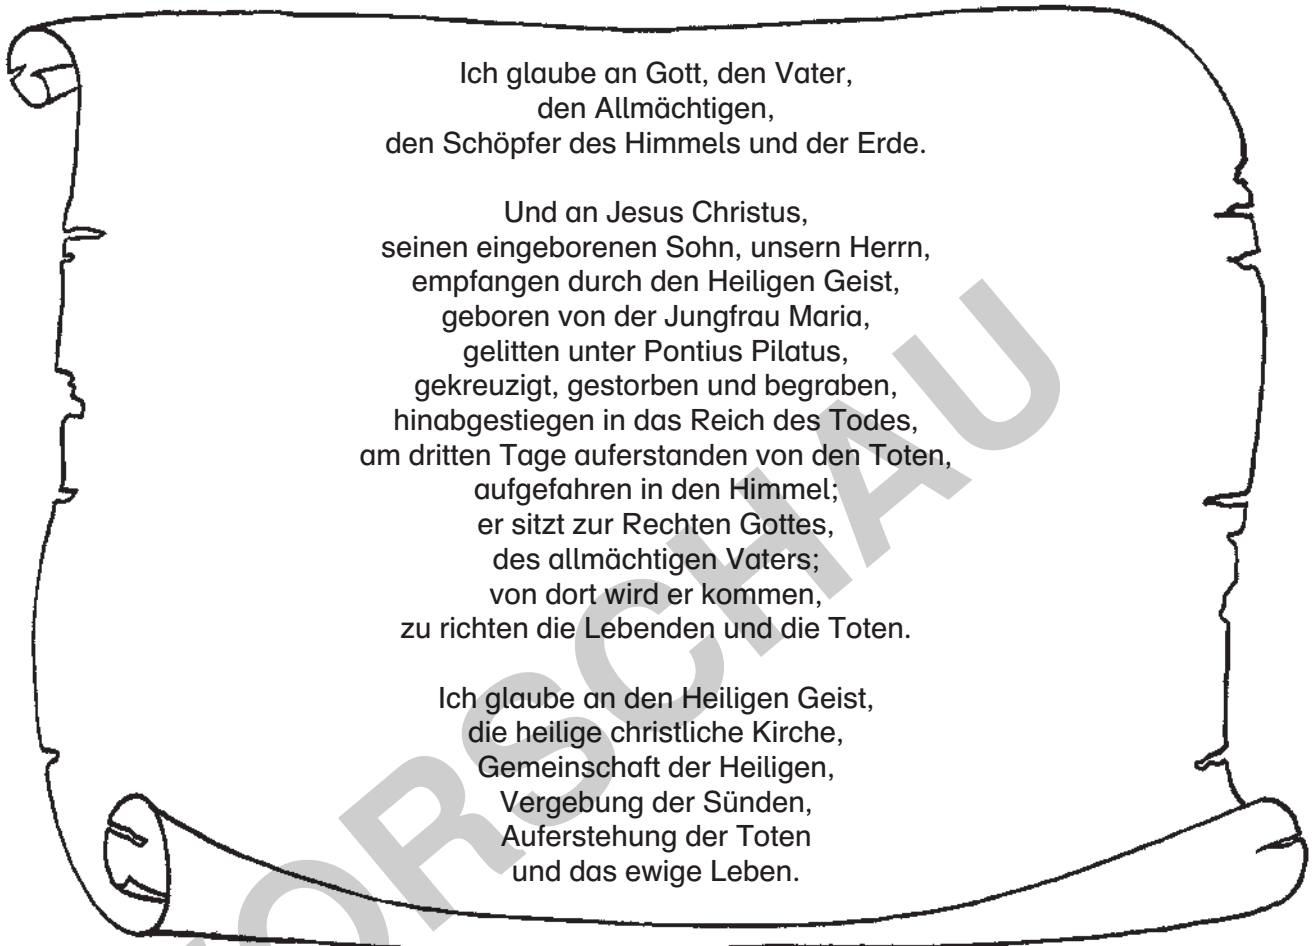 Ich glaube an Gott, den Vater,
den Allmächtigen,
den Schöpfer des Himmels und der Erde.
Und an Jesus Christus,
seinen eingeborenen Sohn, unsern Herrn,
empfangen durch den Heiligen Geist,
geboren von der Jungfrau Maria,
gelitten unter Pontius Pilatus,
gekreuzigt, gestorben und begraben,
hinabgestiegen in das Reich des Todes,
am dritten Tage auferstanden von den Toten,
aufgefahren in den Himmel;
er sitzt zur Rechten Gottes,
des allmächtigen Vaters;
von dort wird er kommen,
zu richten die Lebenden und die Toten.
Ich glaube an den Heiligen Geist,
die heilige christliche Kirche,
Gemeinschaft der Heiligen,
Vergebung der Sünden,
Auferstehung der Toten
und das ewige Leben.
VORSCHAU